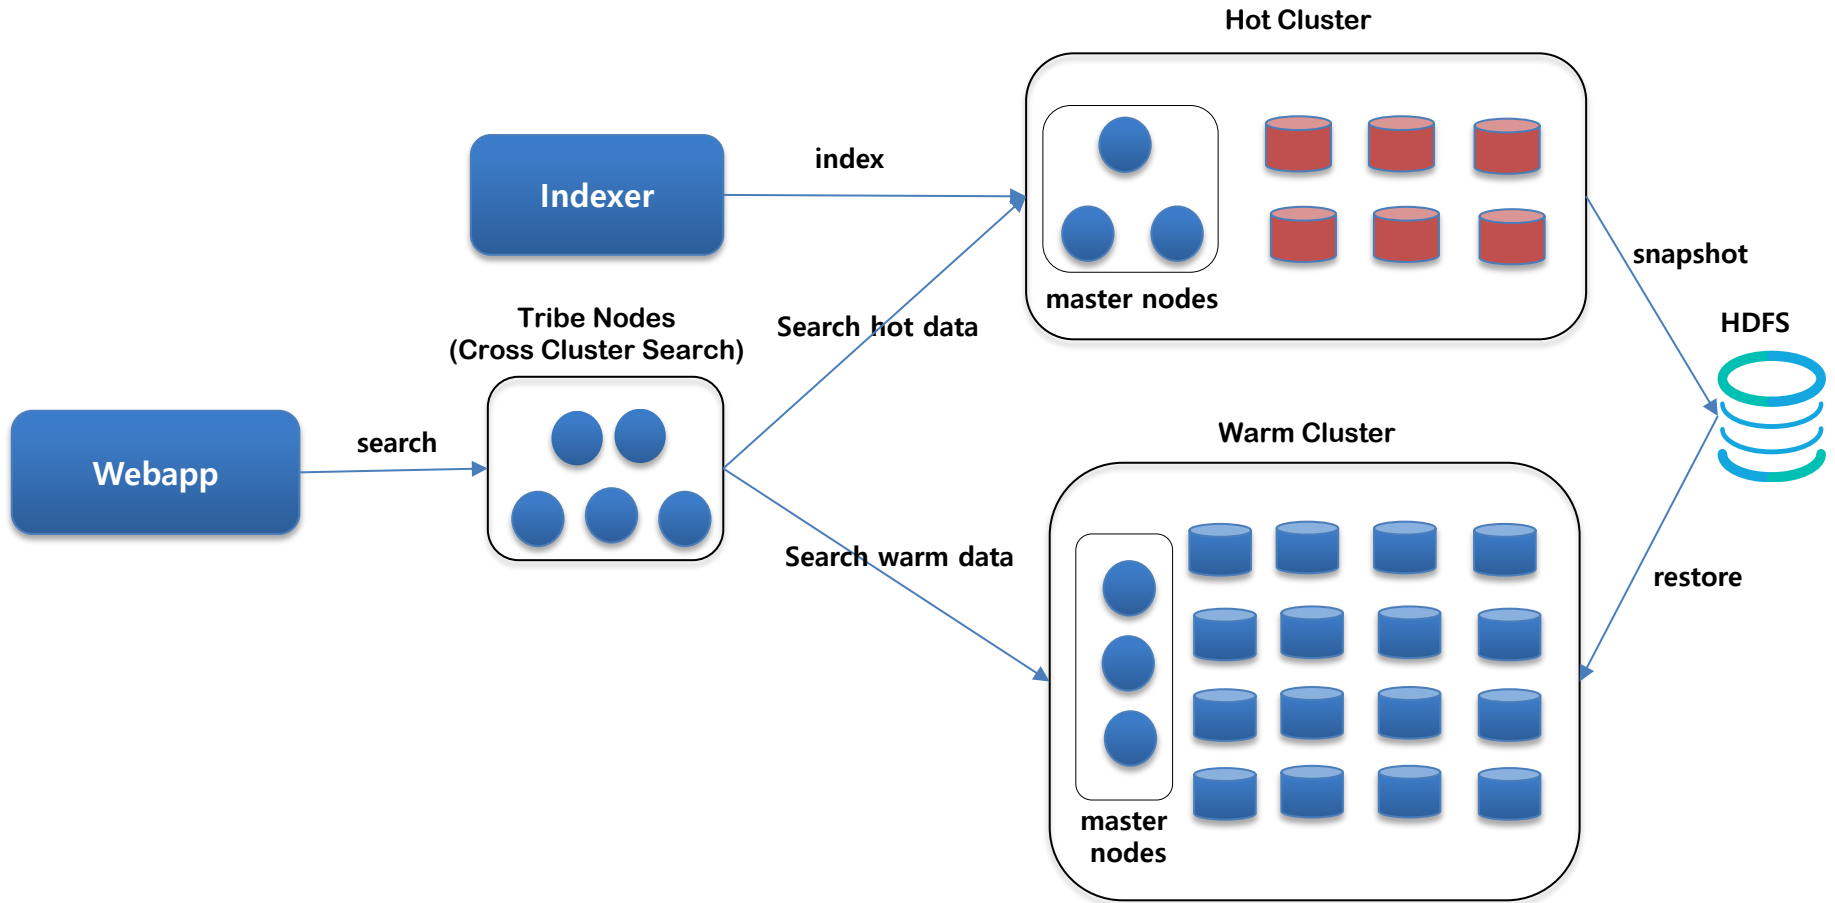 Hot Cluster
index
Indexer
master nodes
snapshot
HDFS
Tribe Nodes
(Cross Cluster Search)
Search hot data
Webapp
search
Warm Cluster
Search warm data
restore
master
nodes